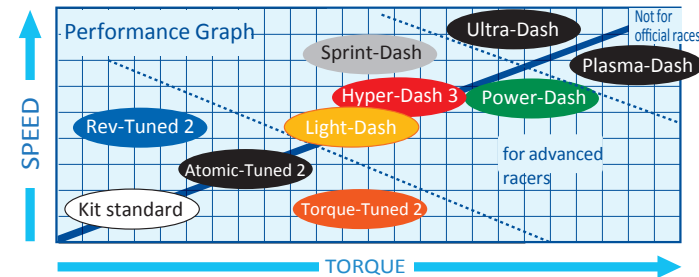 Performance Graph
Ultra-Dash
Not for
official races
Sprint-Dash
Plasma-Dash
Hyper-Dash 3
Power-Dash
Rev-Tuned 2
Light-Dash
for advanced
racers
Atomic-Tuned 2
Kit standard
Torque-Tuned 2
SPEED
TORQUE